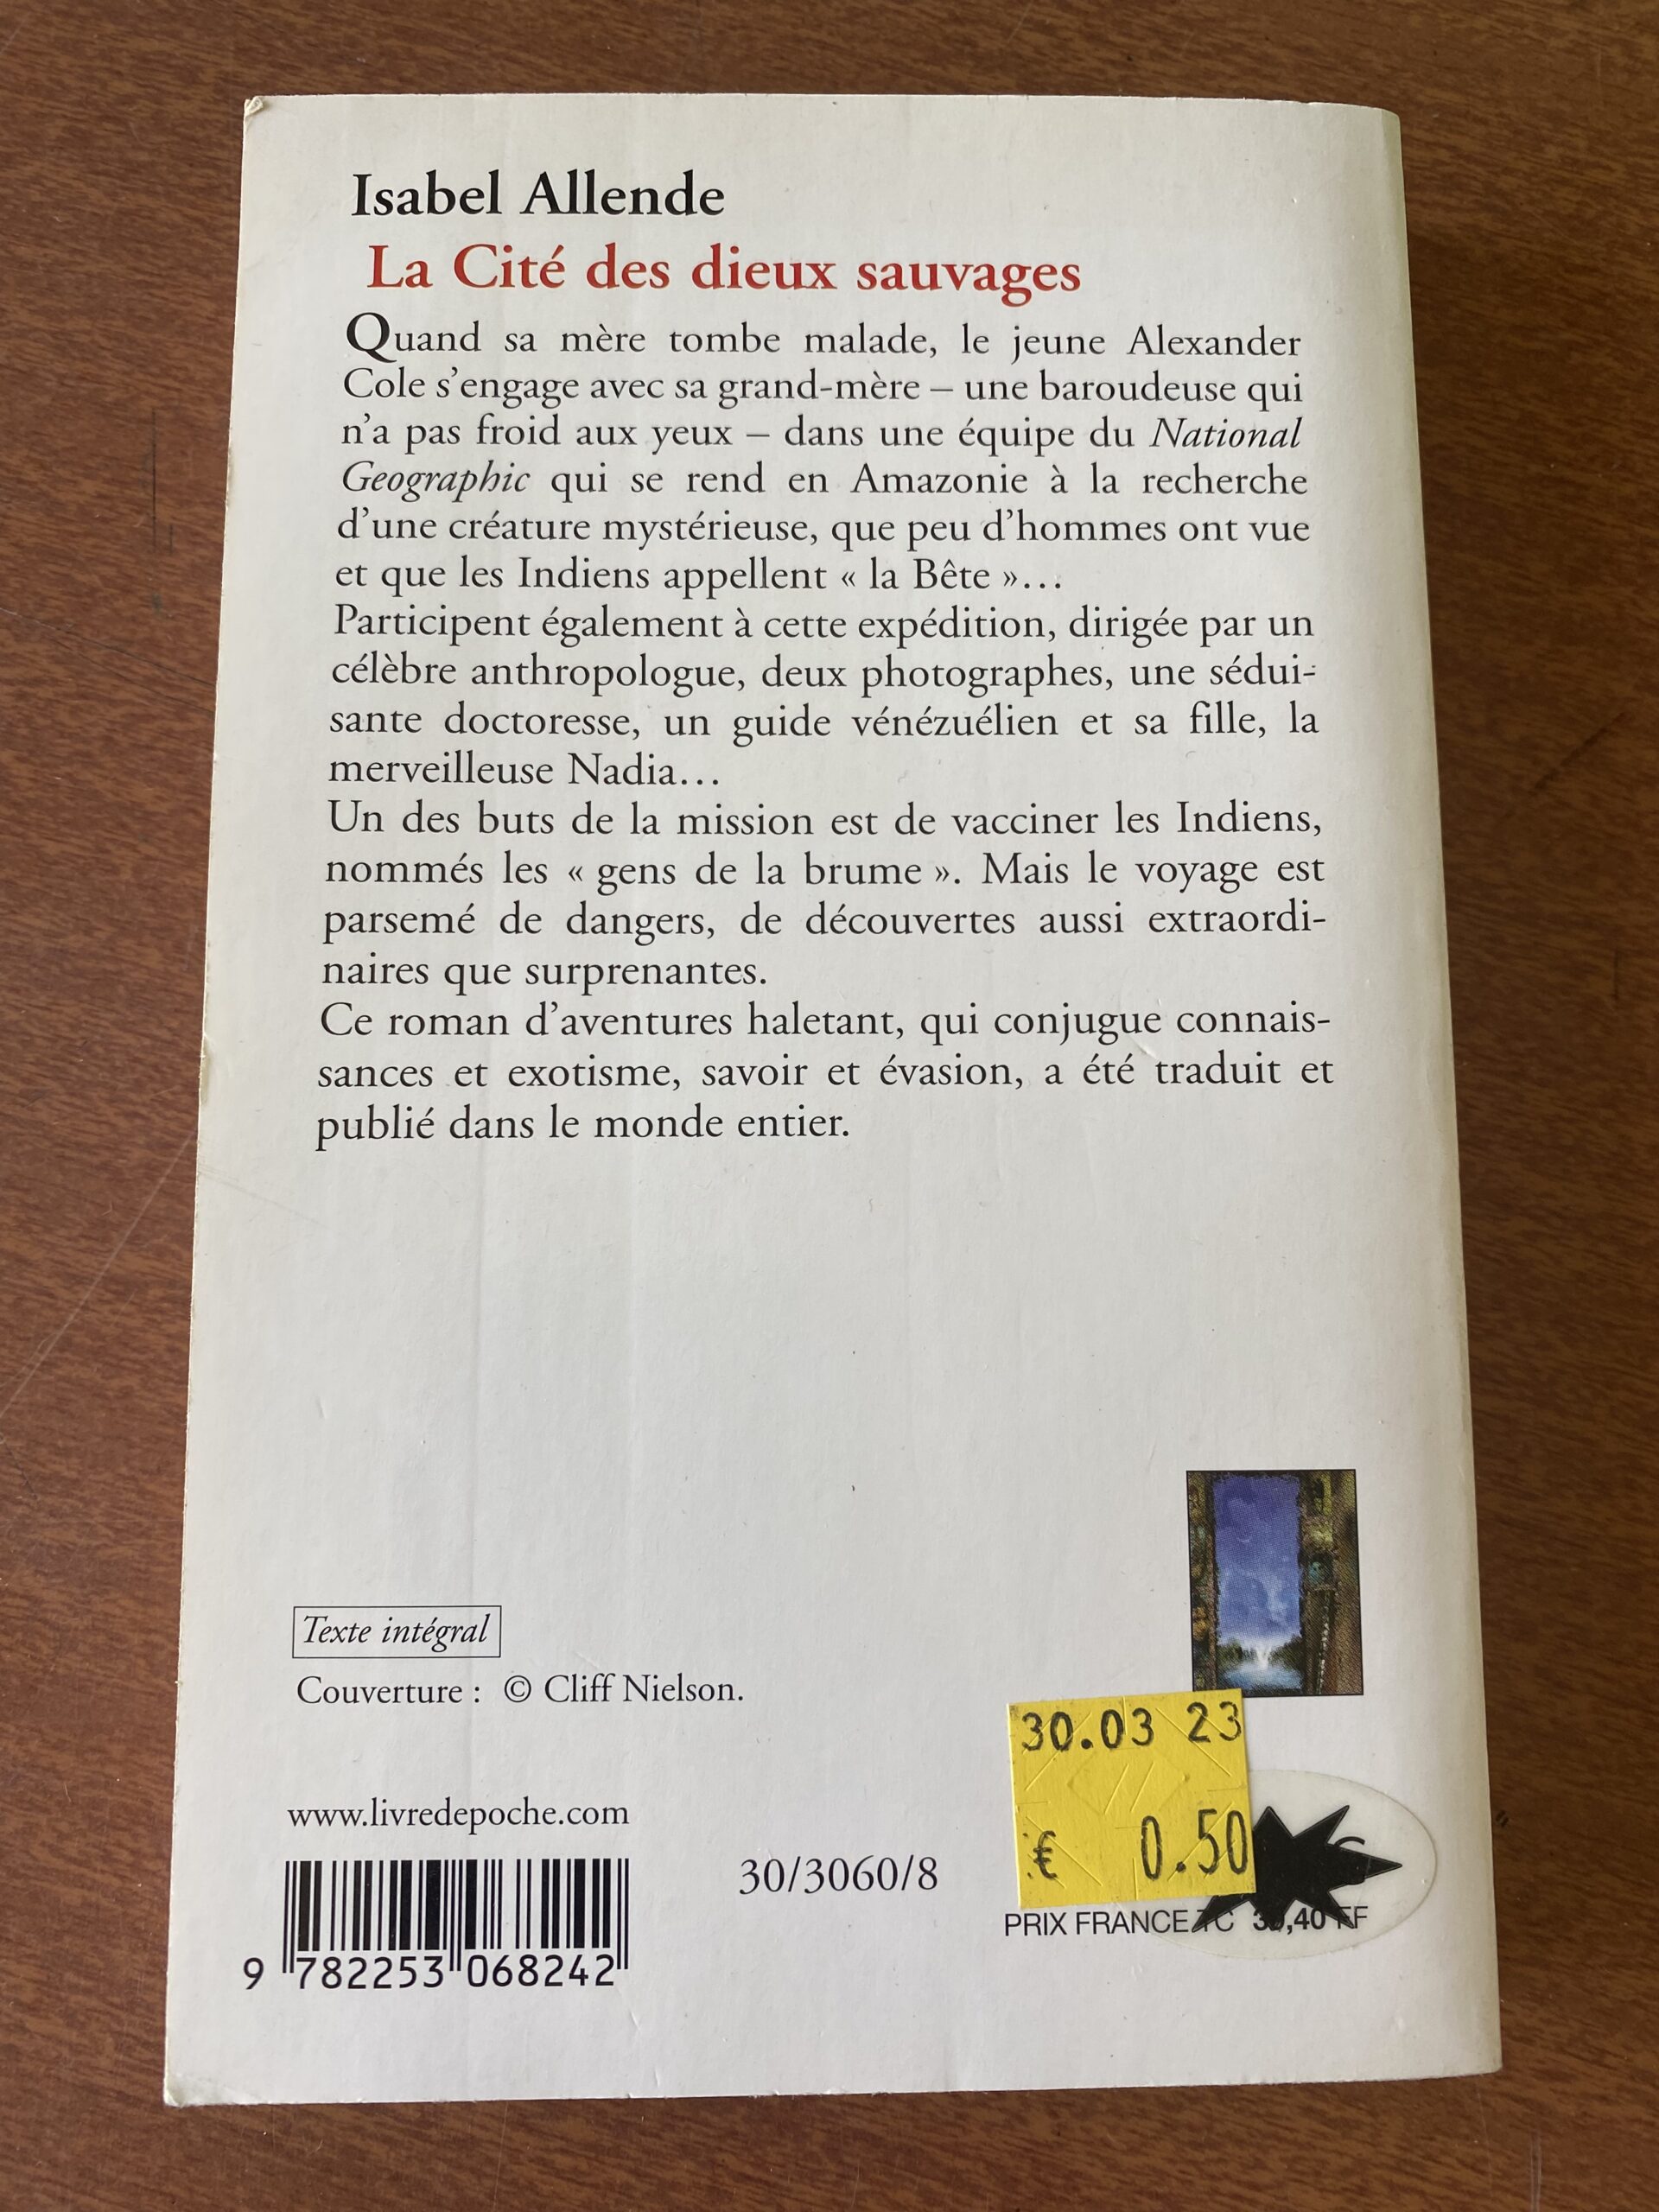 Isabel Allende
La Cité des dieux sauvages
Quand sa mère tombe malade, le jeune Alexander
Cole s'engage avec sa grand-mère – une baroudeuse qui
n'a pas froid aux yeux – dans une équipe du National
Geographic qui se rend en Amazonie à la recherche
d'une créature mystérieuse, que peu d'hommes ont vue
et que les Indiens appellent « la Bête »…
Participent également à cette expédition, dirigée par un
célèbre anthropologue, deux photographes, une sédui-
sante doctoresse, un guide vénézuélien et sa fille, la
merveilleuse Nadia…
Un des buts de la mission est de vacciner les Indiens,
nommés les « gens de la brume ». Mais le voyage est
parsemé de dangers, de découvertes aussi extraordi-
naires que surprenantes.
Ce roman d'aventures haletant, qui conjugue connais-
sances et exotisme, savoir et évasion, a été traduit et
publié dans le monde entier.
Texte intégral
Couverture : © Cliff Nielson.
30.03 23
€ 0.50
www.livredepoche.com
30/3060/8
PRIX FRANCE TC
9 782253 068242